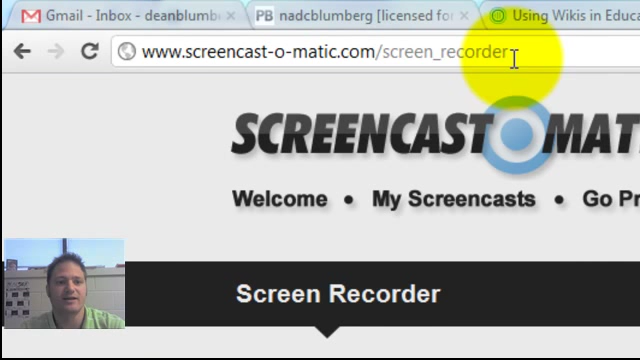 Gmail - Inbox - deanblumb
PB nadcblumberg [licensed for
Using Wikis in Educa
www.screencast-o-matic.com/screen_recorder
SCREENCAST O MAT
Welcome • My Screencasts • Go Pr
Screen Recorder